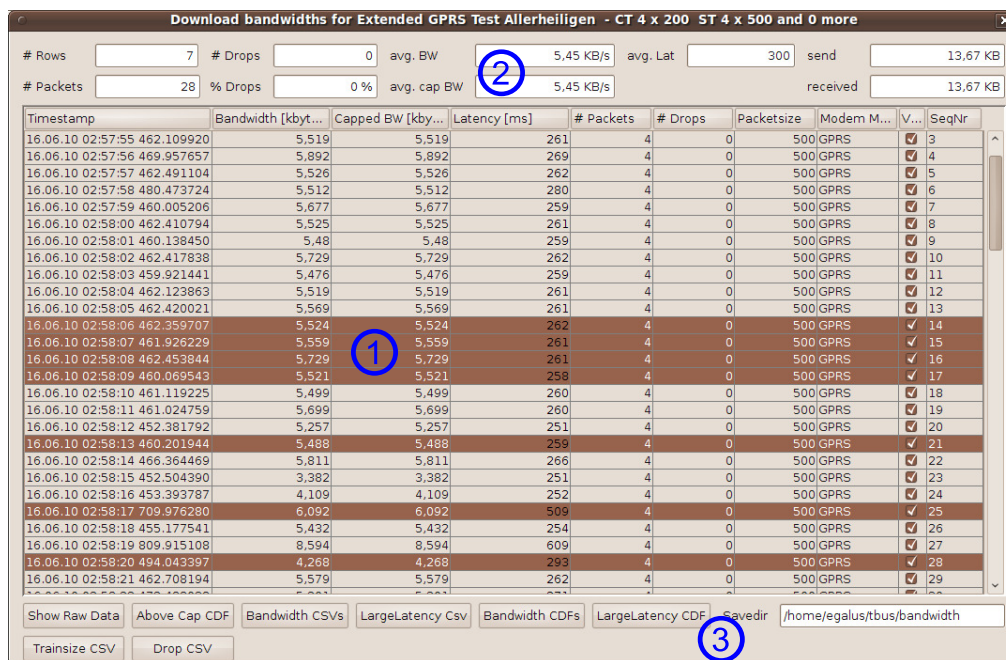 Download bandwidths for Extended GPRS Test Allerheiligen - CT 4 x 200 ST 4 x 500 and 0 more
# Rows 7 # Drops 0 avg. BW 5,45 KB/s avg. Lat 300 send 13,67 KB
2
# Packets 28 % Drops 0 % avg. cap BW 5,45 KB/s received 13,67 KB
Timestamp Bandwidth [kbyt... Capped BW [kby... Latency [ms] # Packets # Drops Packetsize Modem M... V... SeqNr
16.06.10 02:57:55 462.109920 5,519 5,519 261 4 0 500 GPRS 3
16.06.10 02:57:56 469.957657 5,892 5,892 269 4 0 500 GPRS 4
16.06.10 02:57:57 462.491104 5,526 5,526 262 4 0 500 GPRS 5
16.06.10 02:57:58 480.473724 5,512 5,512 280 4 0 500 GPRS 6
16.06.10 02:57:59 460.005206 5,677 5,677 259 4 0 500 GPRS 7
16.06.10 02:58:00 462.410794 5,525 5,525 261 4 0 500 GPRS 8
16.06.10 02:58:01 460.138450 5,48 5,48 259 4 0 500 GPRS 9
16.06.10 02:58:02 462.417838 5,729 5,729 262 4 0 500 GPRS 10
16.06.10 02:58:03 459.921441 5,476 5,476 259 4 0 500 GPRS 11
16.06.10 02:58:04 462.123863 5,519 5,519 261 4 0 500 GPRS 12
16.06.10 02:58:05 462.420021 5,569 5,569 261 4 0 500 GPRS 13
16.06.10 02:58:06 462.359707 5,524 5,524 262 4 0 500 GPRS 14
16.06.10 02:58:07 461.926229 5,559 5,559 261 4 0 500 GPRS 15
1
16.06.10 02:58:08 462.453844 5,729 5,729 261 4 0 500 GPRS 16
16.06.10 02:58:09 460.069543 5,521 5,521 258 4 0 500 GPRS 17
16.06.10 02:58:10 461.119225 5,499 5,499 260 4 0 500 GPRS 18
16.06.10 02:58:11 461.024759 5,699 5,699 260 4 0 500 GPRS 19
16.06.10 02:58:12 452.381792 5,257 5,257 251 4 0 500 GPRS 20
16.06.10 02:58:13 460.201944 5,488 5,488 259 4 0 500 GPRS 21
16.06.10 02:58:14 466.364469 5,811 5,811 266 4 0 500 GPRS 22
16.06.10 02:58:15 452.504390 3,382 3,382 251 4 0 500 GPRS 23
16.06.10 02:58:16 453.393787 4,109 4,109 252 4 0 500 GPRS 24
16.06.10 02:58:17 709.976280 6,092 6,092 509 4 0 500 GPRS 25
16.06.10 02:58:18 455.177541 5,432 5,432 254 4 0 500 GPRS 26
16.06.10 02:58:19 809.915108 8,594 8,594 609 4 0 500 GPRS 27
16.06.10 02:58:20 494.043397 4,268 4,268 293 4 0 500 GPRS 28
16.06.10 02:58:21 462.708194 5,579 5,579 262 4 0 500 GPRS 29
Show Raw Data Above Cap CDF Bandwidth CSVs LargeLatency Csv Bandwidth CDFs LargeLatency CDF Savedir /home/egalus/tbus/bandwidth
3
Trainsize CSV Drop CSV